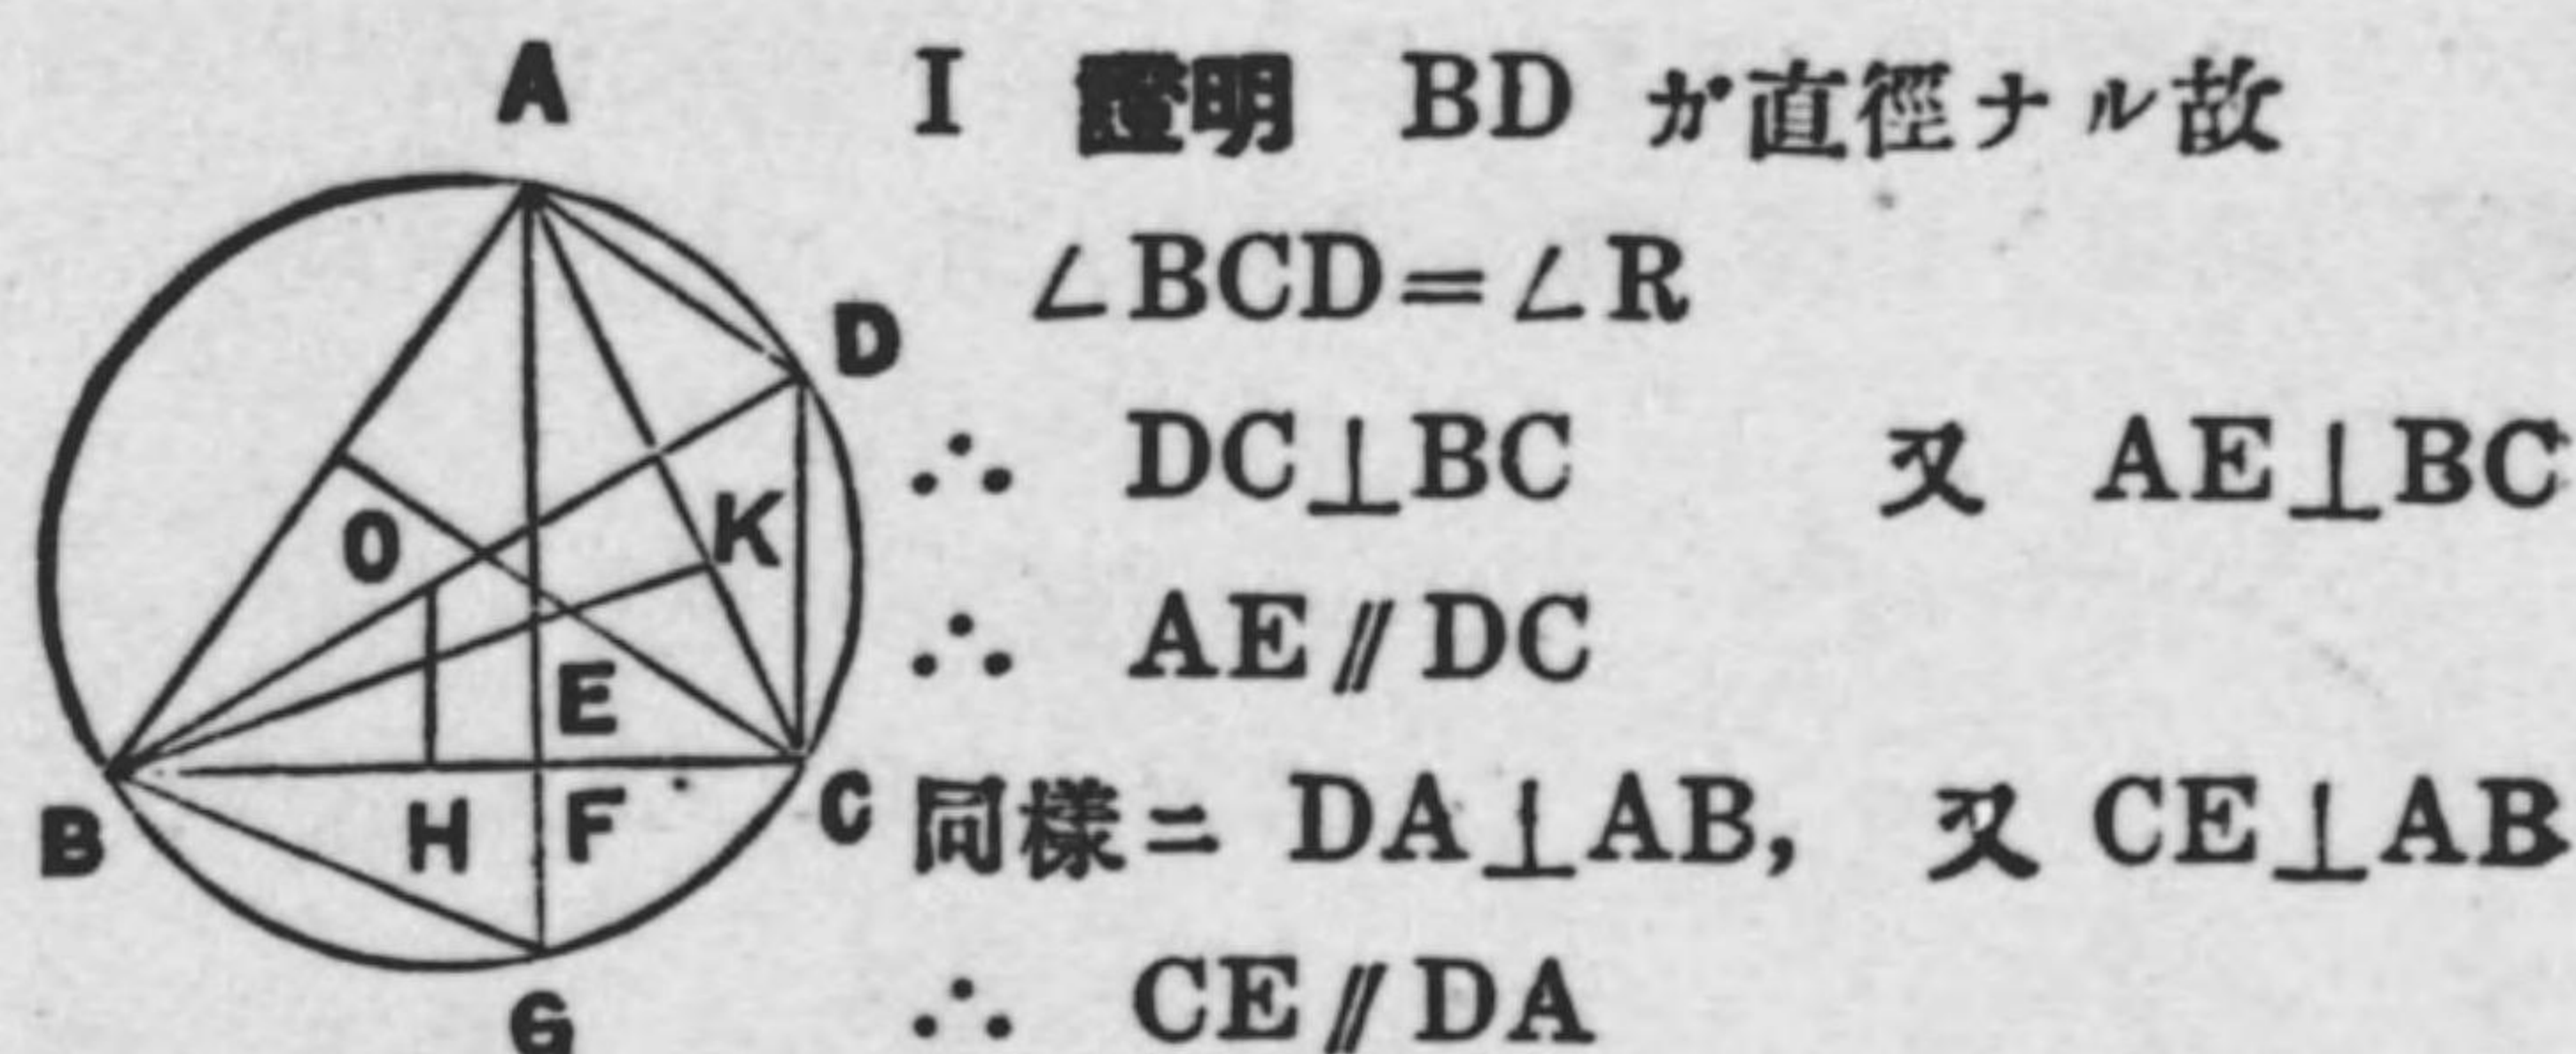 A
I 證明 BD ガ直徑ナル故
∠BCD=∠R
D
∴ DC⊥BC 又 AE⊥BC
O K
∴ AE⫽DC
E
B H F C
同樣ニ DA⊥AB, 又 CE⊥AB
G
∴ CE⫽DA